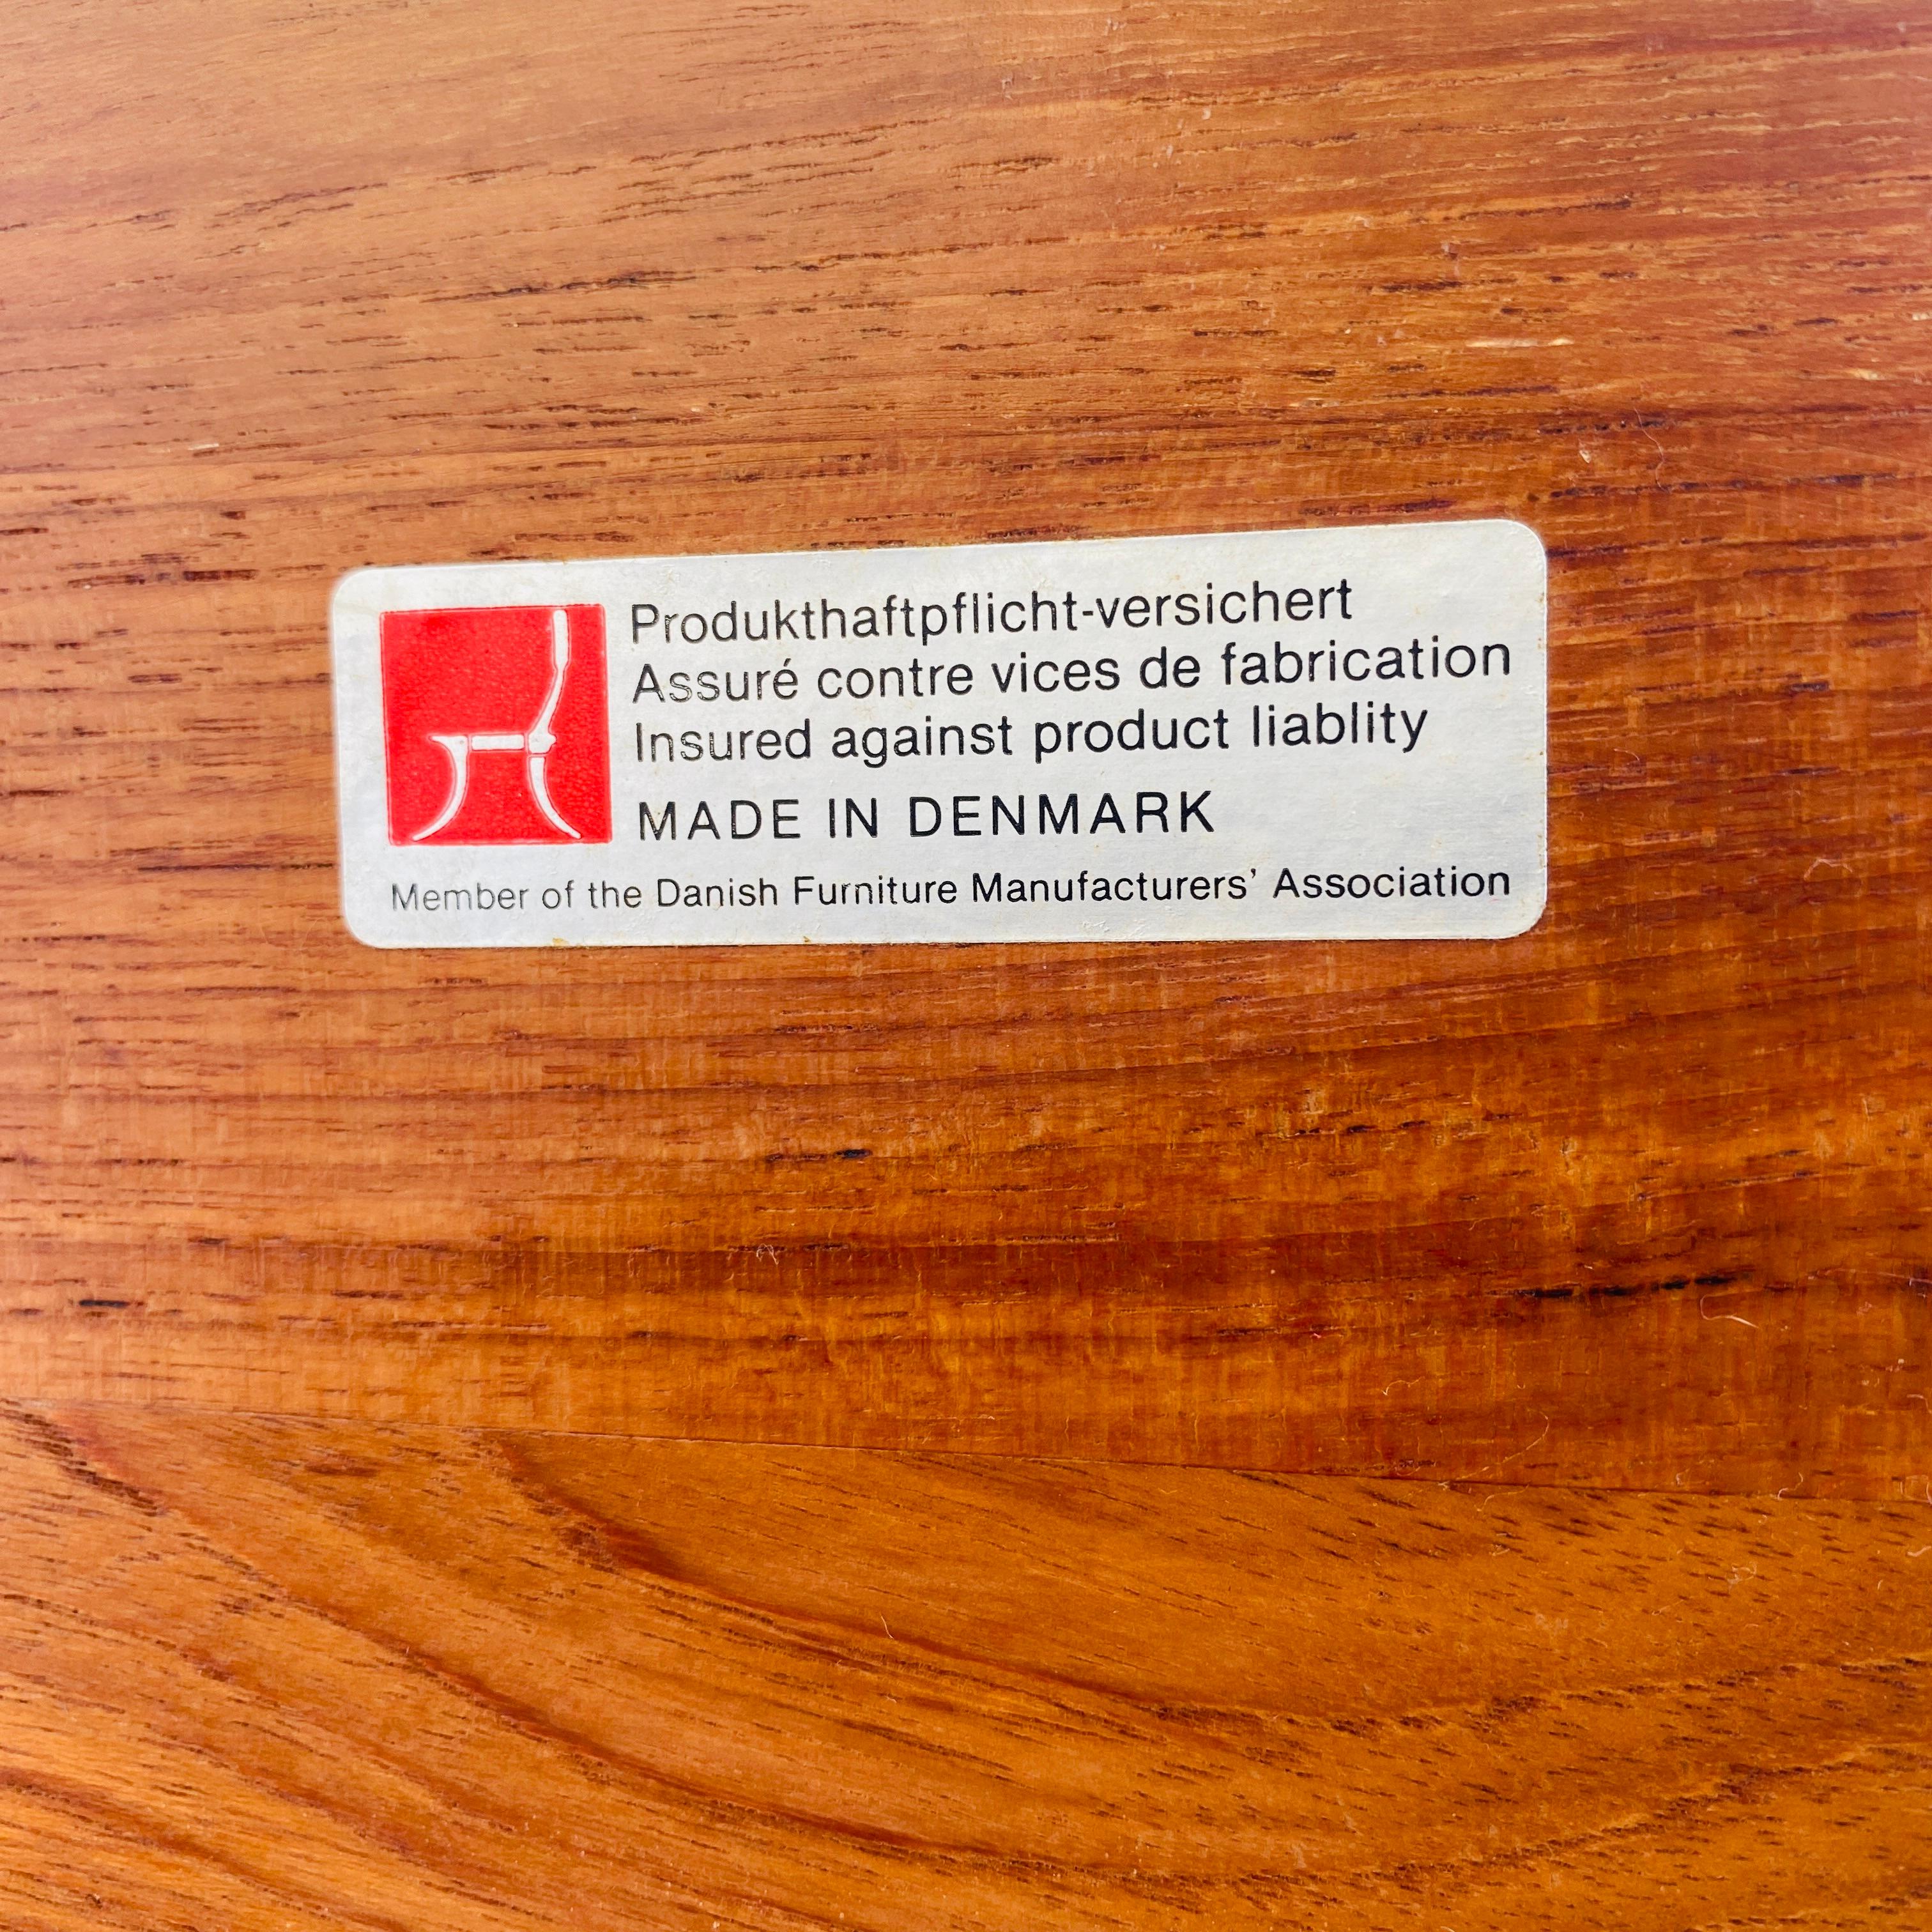 Produkthaftpflicht-versichert
Assuré contre vices de fabrication
Insured against product liablity
MADE IN DENMARK
Member of the Danish Furniture Manufacturers' Association